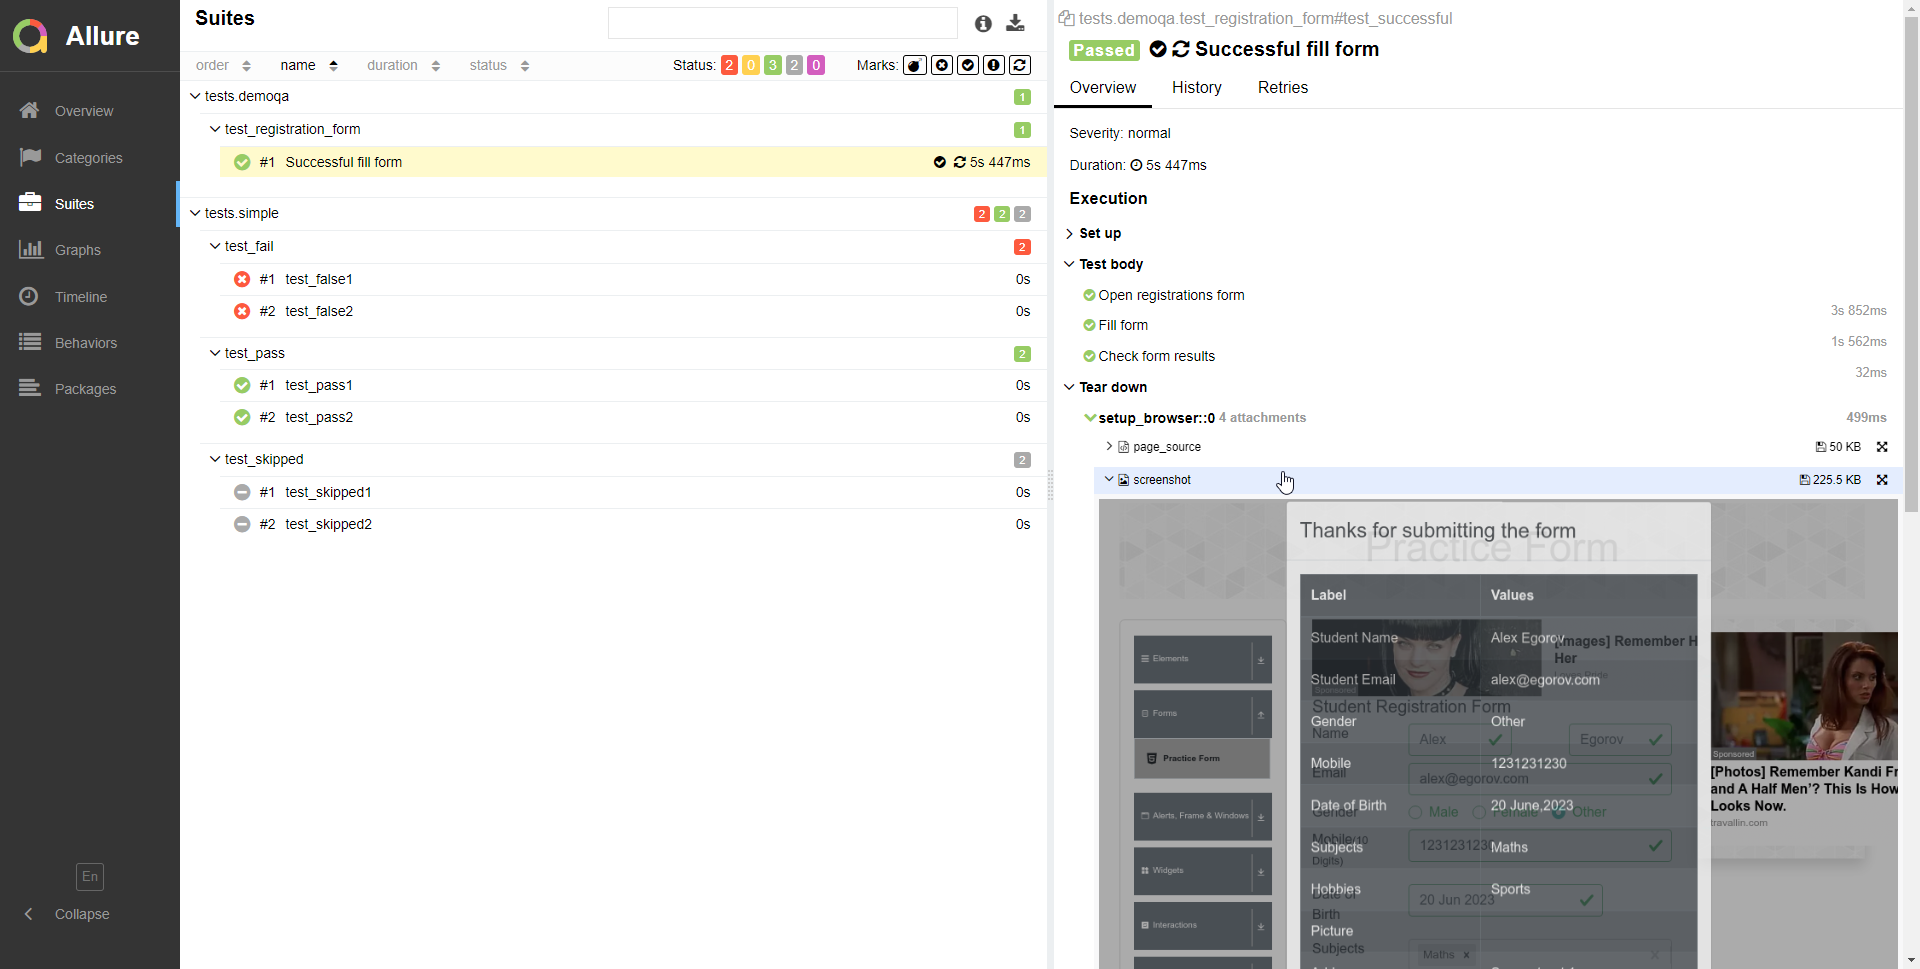 Allure
Overview
Categories
Suites
Graphs
Timeline
Behaviors
Packages
En
Collapse
Suites
order name duration status Status: 2 0 3 2 0 Marks:
tests.demoqa 1
test_registration_form 1
#1 Successful fill form 5s 447ms
tests.simple 2 2 2
test_fail 2
#1 test_false1 0s
#2 test_false2 0s
test_pass 2
#1 test_pass1 0s
#2 test_pass2 0s
test_skipped 2
#1 test_skipped1 0s
#2 test_skipped2 0s
tests.demoqa.test_registration_form#test_successful
Passed Successful fill form
Overview History Retries
Severity: normal
Duration: 5s 447ms
Execution
Set up
Test body
Open registrations form
3s 852ms
Fill form
1s 562ms
Check form results
32ms
Tear down
setup_browser::0 4 attachments 499ms
page_source 50 KB
screenshot 225.5 KB
Thanks for submitting the form
Practice Form
Label Values
Student Name Alex Egorov
[Images] Remember H
Her
Sponsored
Student Email alex@egorov.com
Student Registration Form
Gender Other
Name Alex Egorov
Mobile 1231231230
Email alex@egorov.com
Date of Birth 20 June,2023
Gender Male Female Other
Mobile(10
Digits) 123123123
Subjects Maths
Hobbies Sports
Date of
Birth 20 Jun 2023
Picture
Subjects Maths x
Elements
Forms
Practice Form
Alerts, Frame & Windows
Widgets
Interactions
Sponsored
[Photos] Remember Kandi Fr
and A Half Men'? This Is How
Looks Now.
travallin.com